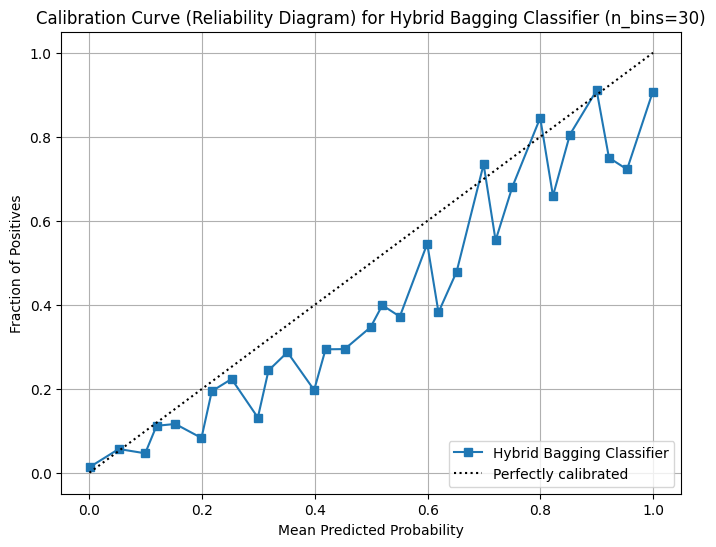 Calibration Curve (Reliability Diagram) for Hybrid Bagging Classifier (n_bins=30)
1.0
0.8
0.6
0.4
0.2
0.0
Fraction of Positives
Hybrid Bagging Classifier
Perfectly calibrated
0.0 0.2 0.4 0.6 0.8 1.0
Mean Predicted Probability